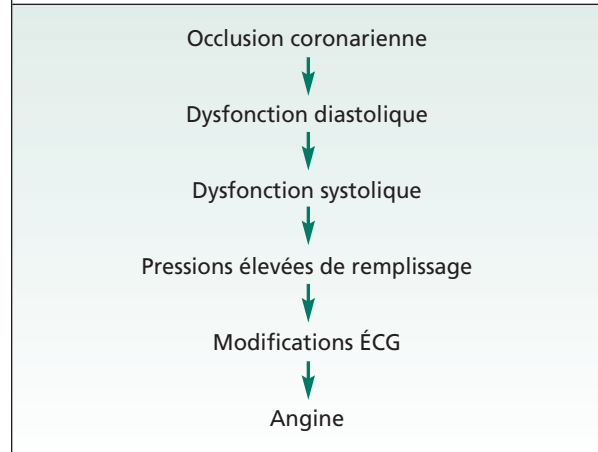 Occlusion coronarienne
Dysfonction diastolique
Dysfonction systolique
Pressions élevées de remplissage
Modifications ÉCG
Angine